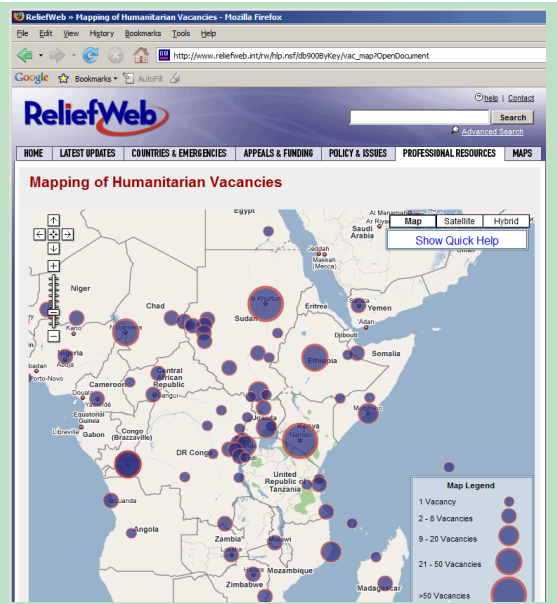 ReliefWeb » Mapping of Humanitarian Vacancies - Mozilla Firefox
File Edit View History Bookmarks Tools Help
http://www.reliefweb.int/rw/hlp.nsf/db900ByKey/vac_map?OpenDocument
Google Bookmarks AutoFill
help | Contact
ReliefWeb
Search
Advanced Search
HOME LATEST UPDATES COUNTRIES & EMERGENCIES APPEALS & FUNDING POLICY & ISSUES PROFESSIONAL RESOURCES MAPS
Mapping of Humanitarian Vacancies
Egypt
Saudi
Arabia
Map Satellite Hybrid
Show Quick Help
Jeddah
Makkah
(Mecca)
Niger
Chad
Sudan
Eritrea
Yemen
'Adan
Kano
Djibouti
Nigeria
Abuja
Ethiopia
Somalia
Porto-Novo
Cameroon
Central
African
Republic
Bangui
Douala
Yaoundé
Equatorial
Guinea
Libreville Gabon
Congo
(Brazzaville)
Uganda
Kenya
Nairobi
DR Congo
United
Republic of
Tanzania
Luanda
Angola
Zambia
Lusaka
Malawi
Harare Mozambique
Zimbabwe
Madagascar
Map Legend
1 Vacancy
2 - 8 Vacancies
9 - 20 Vacancies
21 - 50 Vacancies
>50 Vacancies